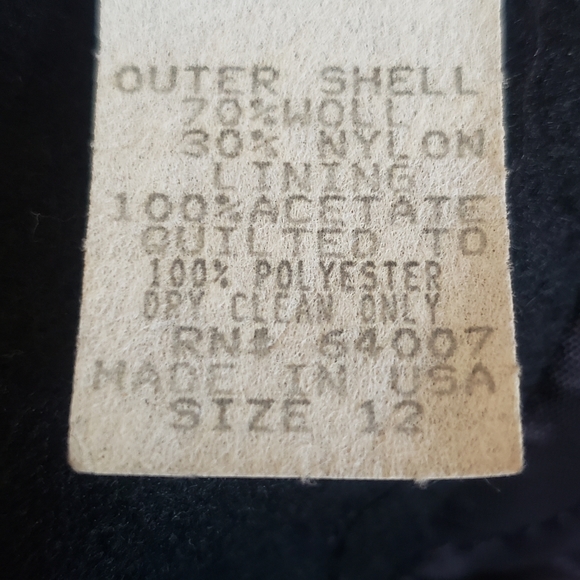 OUTER SHELL
70%WOLL
30% NYLON
LINING
100%ACETATE
QUILTED TO
100% POLYESTER
DRY CLEAN ONLY
RN# 64007
MADE IN USA
SIZE 12